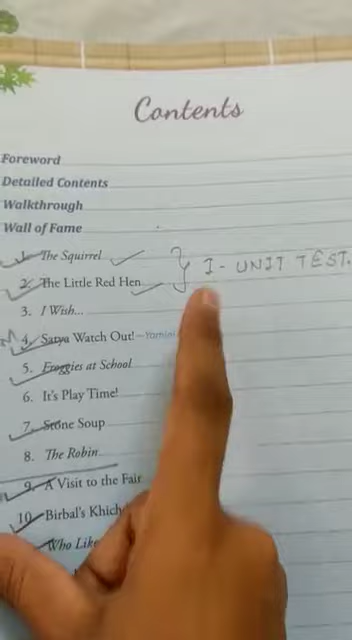 Contents
Foreword
Detailed Contents
Walkthrough
Wall of Fame
1. The Squirrel
2. The Little Red Hen
} I - UNIT TEST.
3. I Wish...
4. Satya Watch Out! - Yamini
5. Froggies at School
6. It's Play Time!
7. Stone Soup
8. The Robin
9. A Visit to the Fair
10. Birbal's Khich
Who Like